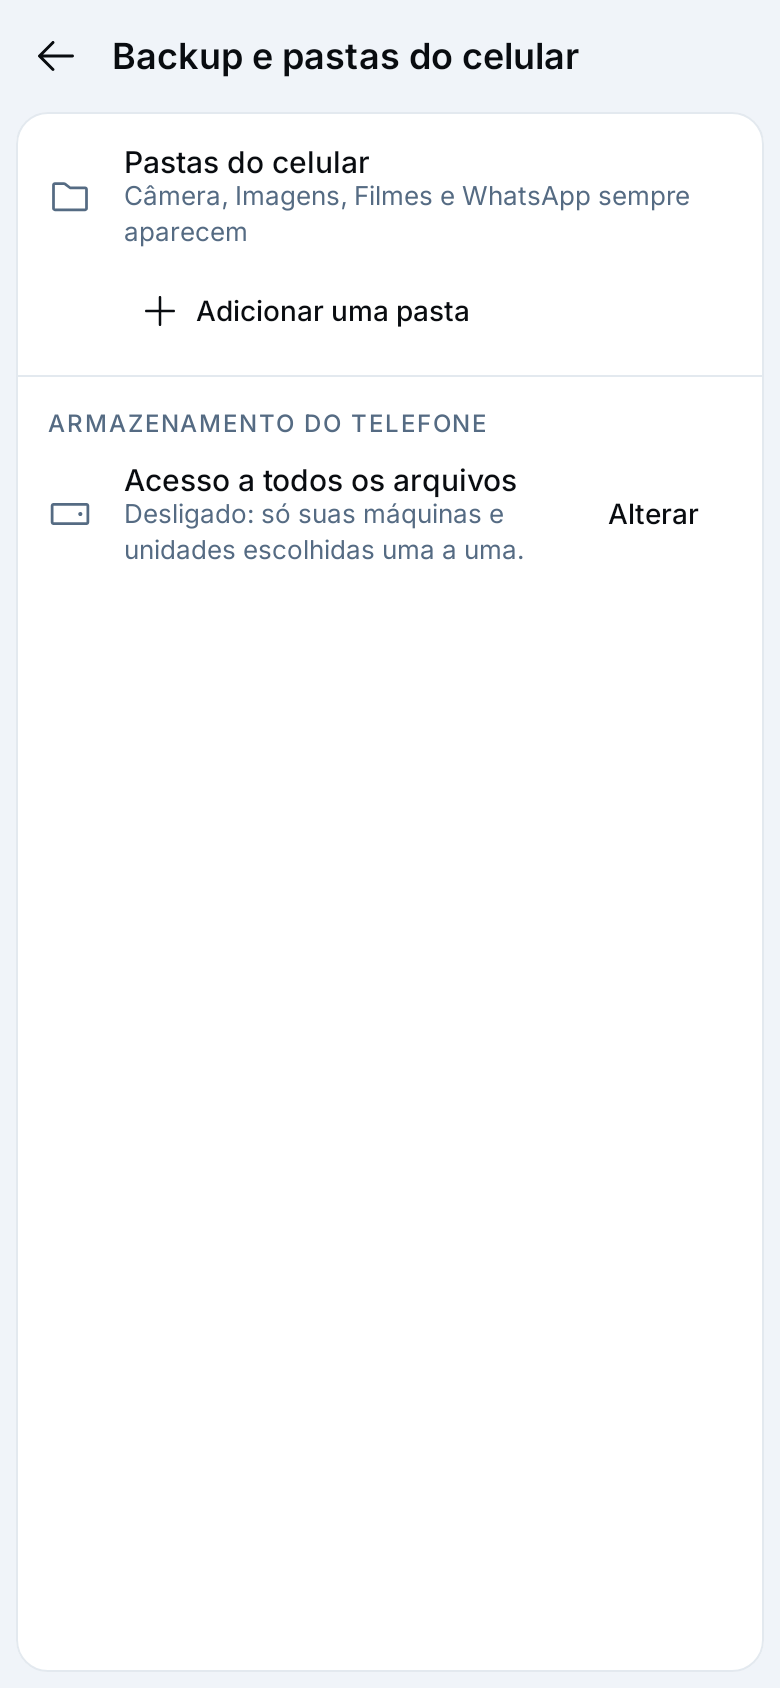 Backup e pastas do celular
Pastas do celular
Câmera, Imagens, Filmes e WhatsApp sempre
aparecem
Adicionar uma pasta
ARMAZENAMENTO DO TELEFONE
Acesso a todos os arquivos
Desligado: só suas máquinas e
unidades escolhidas uma a uma.
Alterar